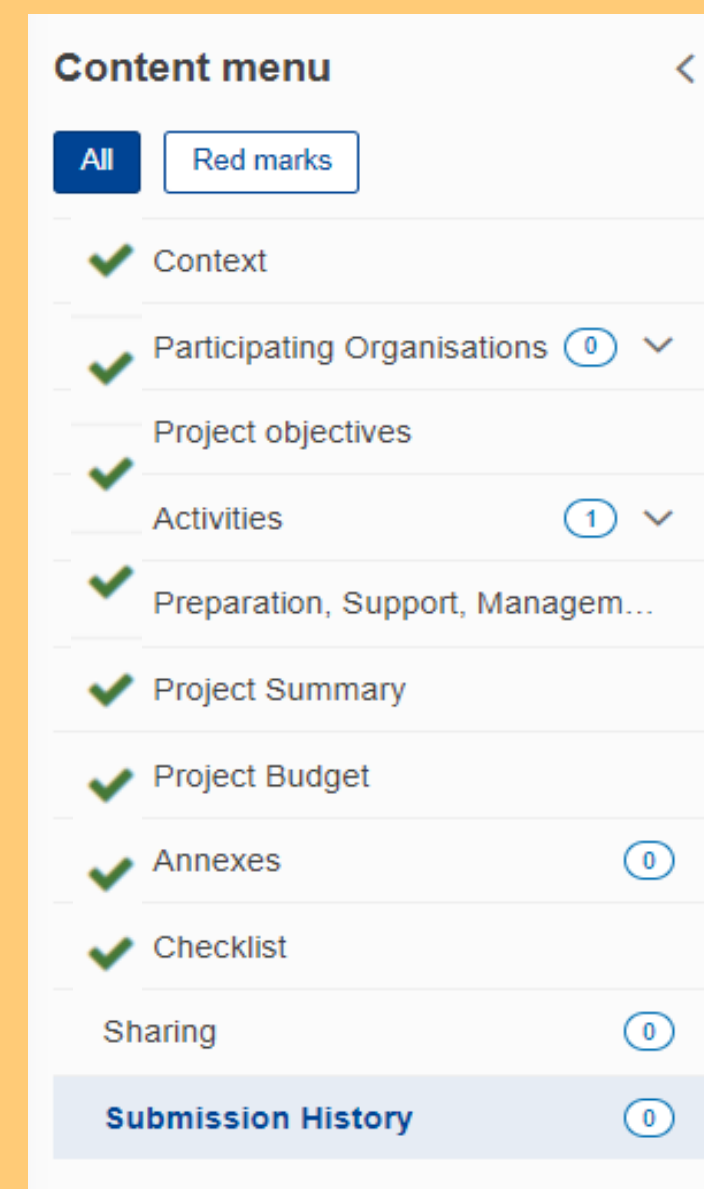 Content menu
All Red marks
Context
Participating Organisations 0
Project objectives
Activities 1
Preparation, Support, Managem...
Project Summary
Project Budget
Annexes 0
Checklist
Sharing 0
Submission History 0